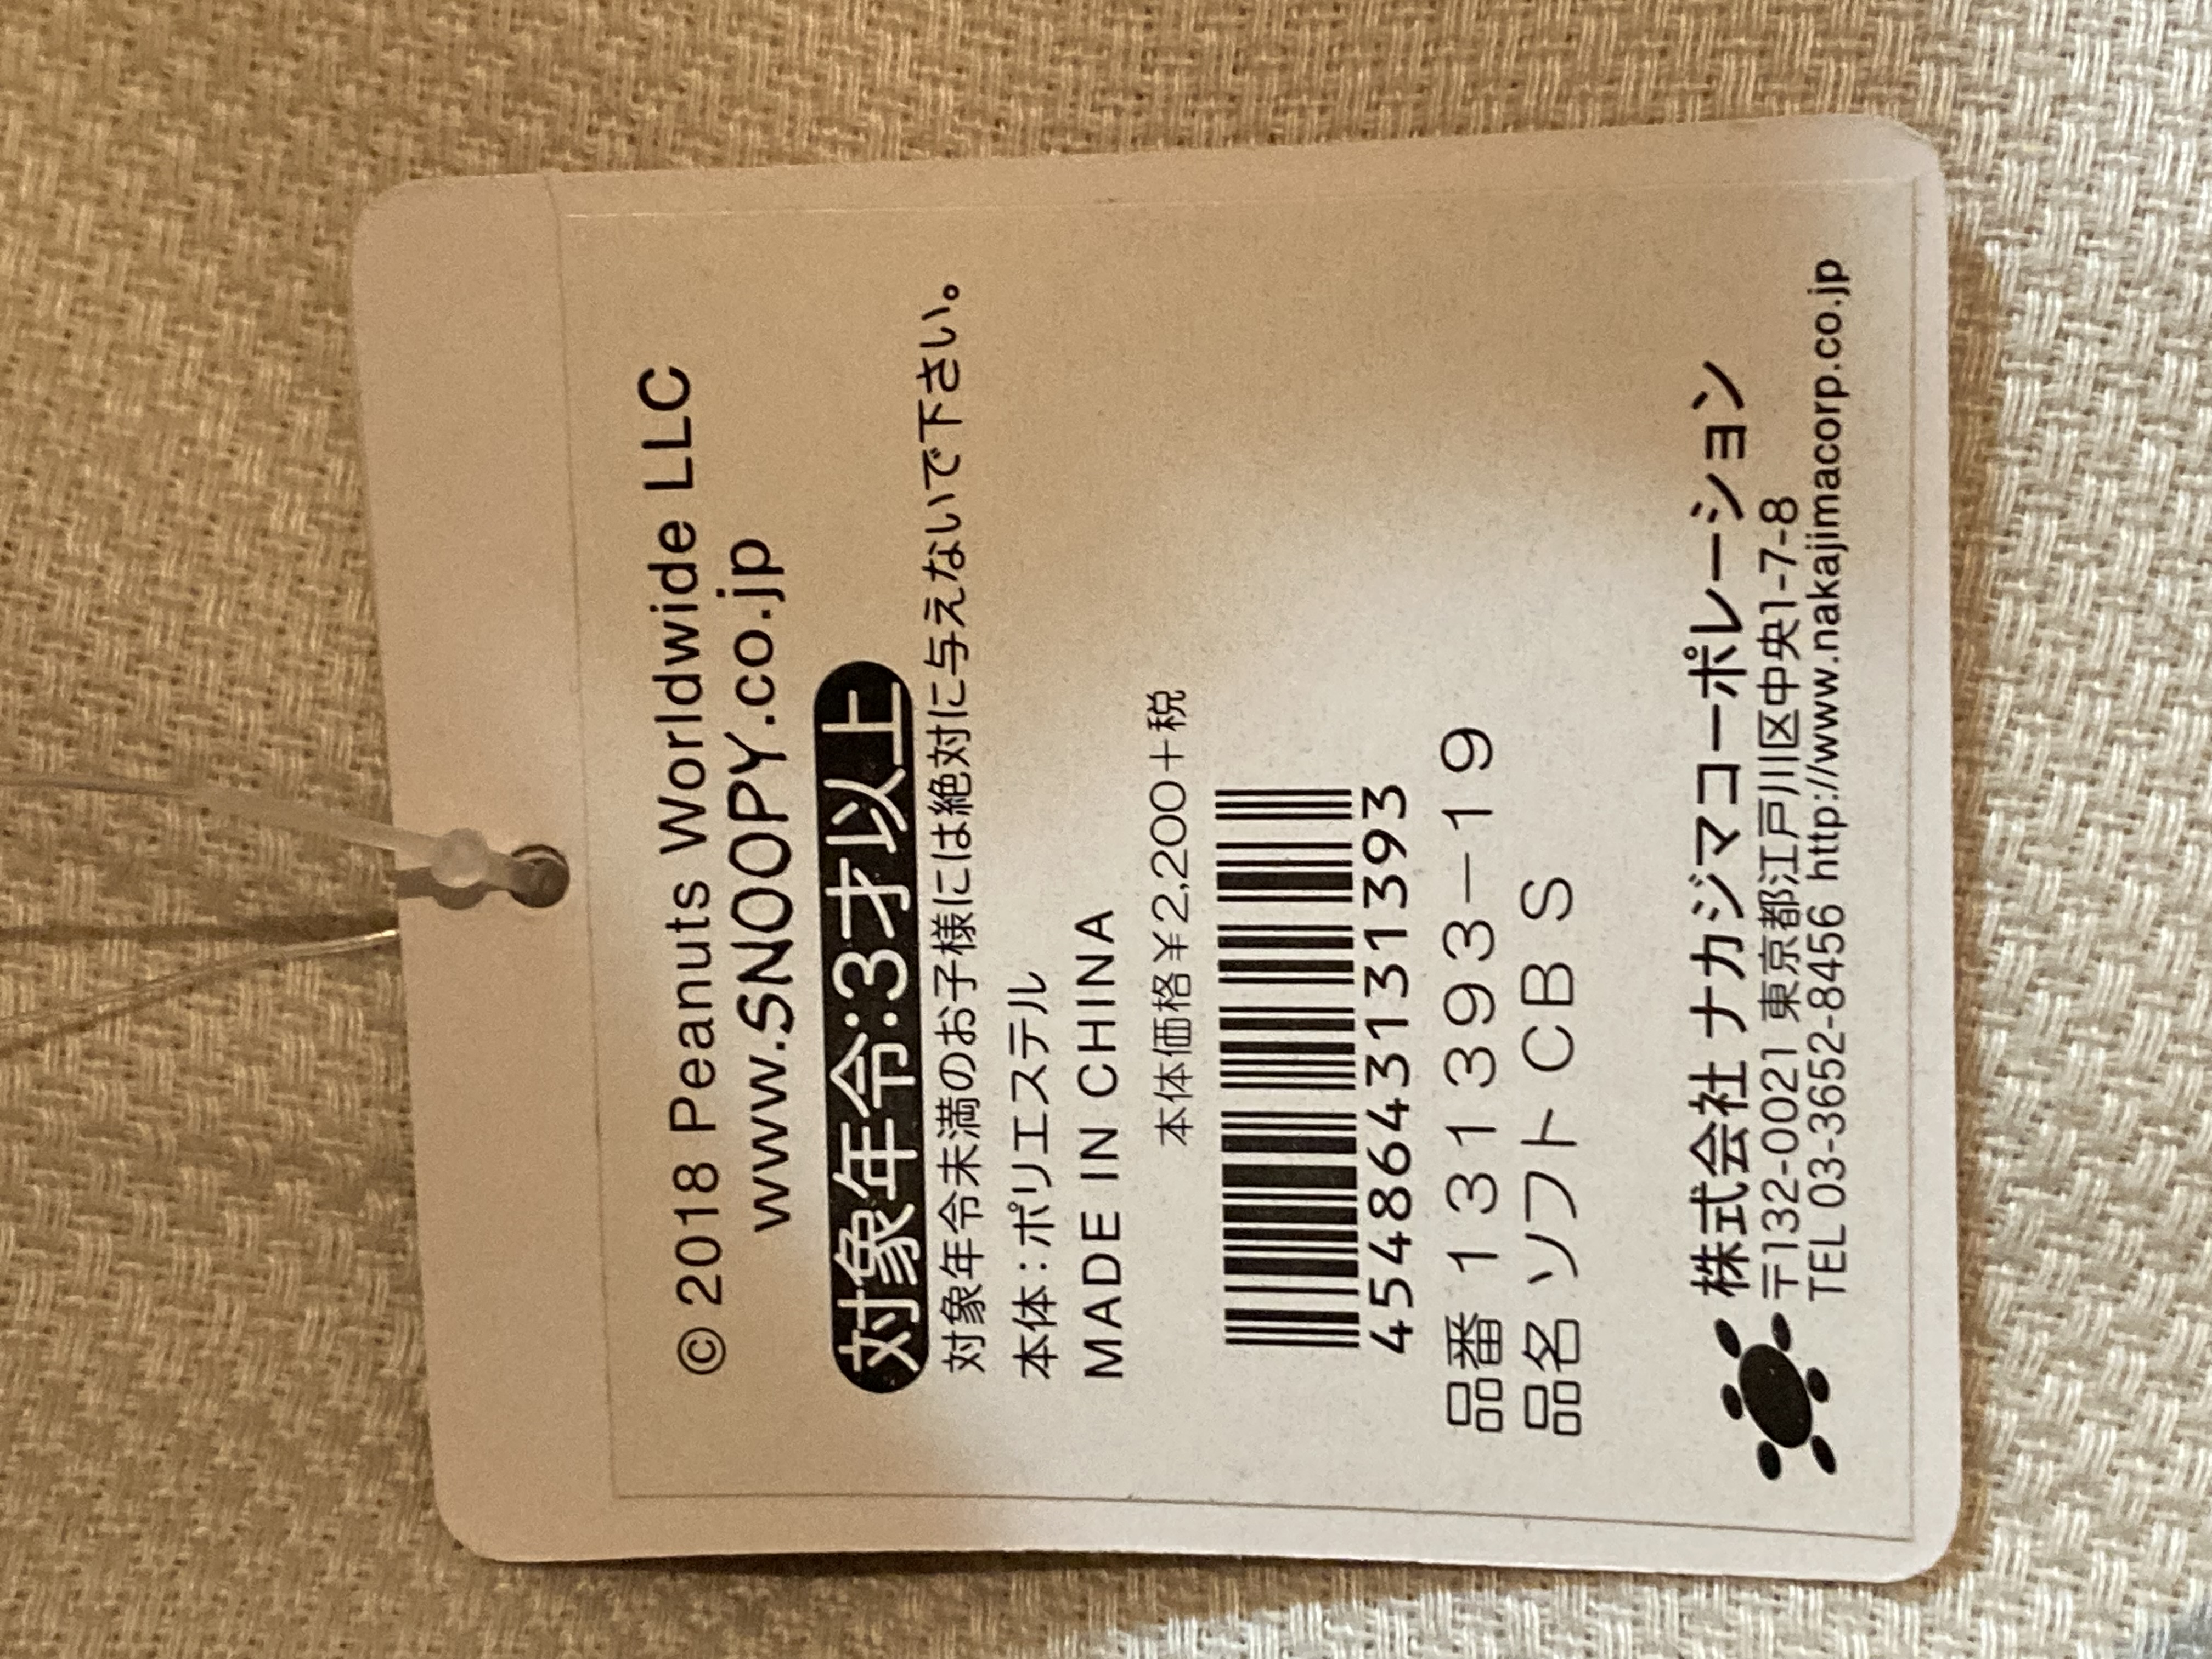 © 2018 Peanuts Worldwide LLC
www.SNOOPY.co.jp
対象年令:3才以上
対象年令未満のお子様には絶対に与えないで下さい。
本体：ポリエステル
MADE IN CHINA
本体価格￥2,200＋税
4548643131393
品番 １３１３９３－１９
品名 ソフト ＣＢ Ｓ
株式会社 ナカジマコーポレーション
〒132-0021 東京都江戸川区中央1-7-8
TEL 03-3652-8456 http://www.nakajimacorp.co.jp